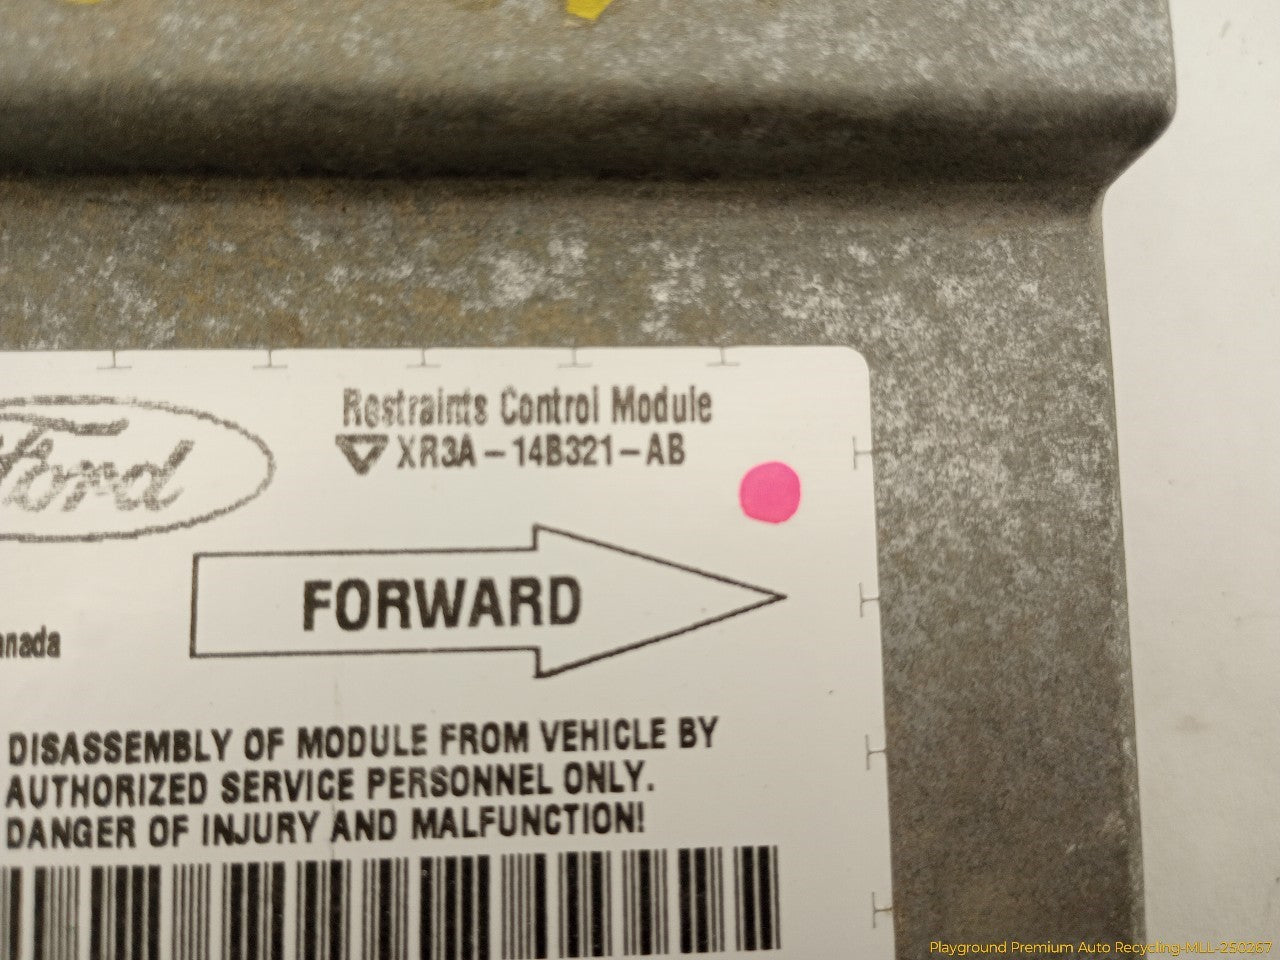 Ford
Restraints Control Module
XR3A-14B321-AB
FORWARD
anada
DISASSEMBLY OF MODULE FROM VEHICLE BY
AUTHORIZED SERVICE PERSONNEL ONLY.
DANGER OF INJURY AND MALFUNCTION!
Playground Premium Auto Recycling-MLL-250267